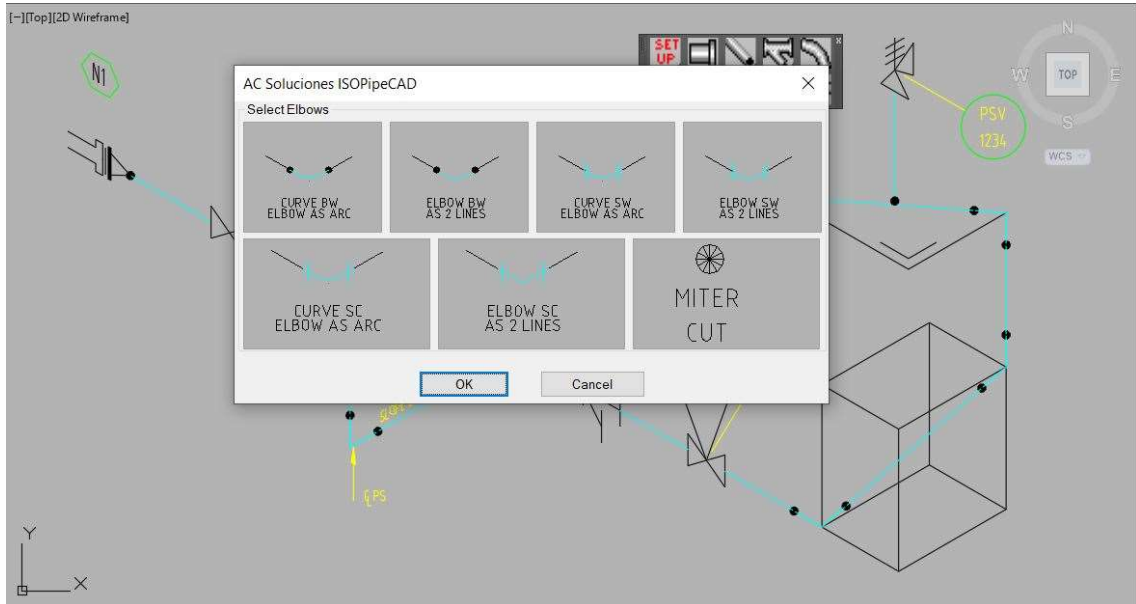 [−][Top][2D Wireframe]
N1
SET
UP
N
W
TOP
E
S
WCS
PSV
1234
AC Soluciones ISOPipeCAD
Select Elbows
CURVE BW
ELBOW AS ARC
ELBOW BW
AS 2 LINES
CURVE SW
ELBOW AS ARC
ELBOW SW
AS 2 LINES
CURVE SC
ELBOW AS ARC
ELBOW SC
AS 2 LINES
MITER
CUT
OK
Cancel
℄ PS
Y
X